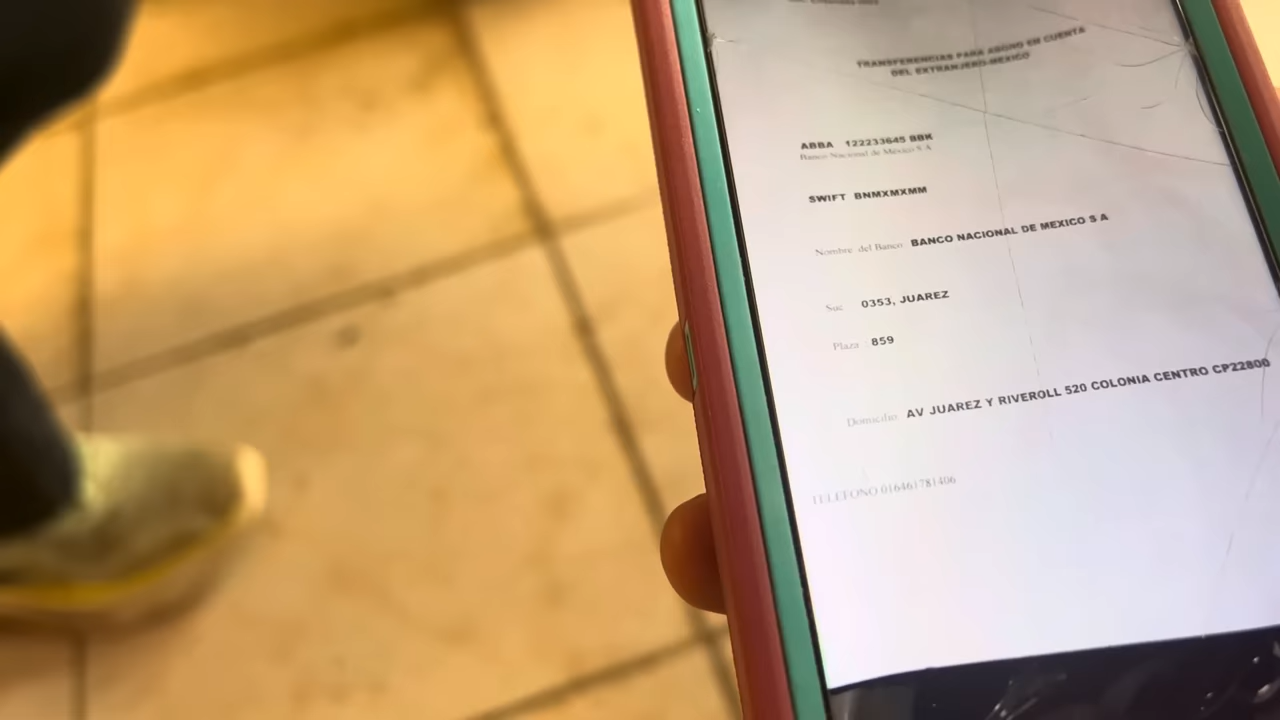 TRANSFERENCIAS PARA ABONO EN CUENTA
DEL EXTRANJERO-MEXICO
ABBA 122233645 BBK
Banco Nacional de México S A
SWIFT BNMXMXMM
Nombre del Banco BANCO NACIONAL DE MEXICO S A
Suc 0353, JUAREZ
Plaza 859
Domicilio AV JUAREZ Y RIVEROLL 520 COLONIA CENTRO CP22800
TELEFONO 016461781406